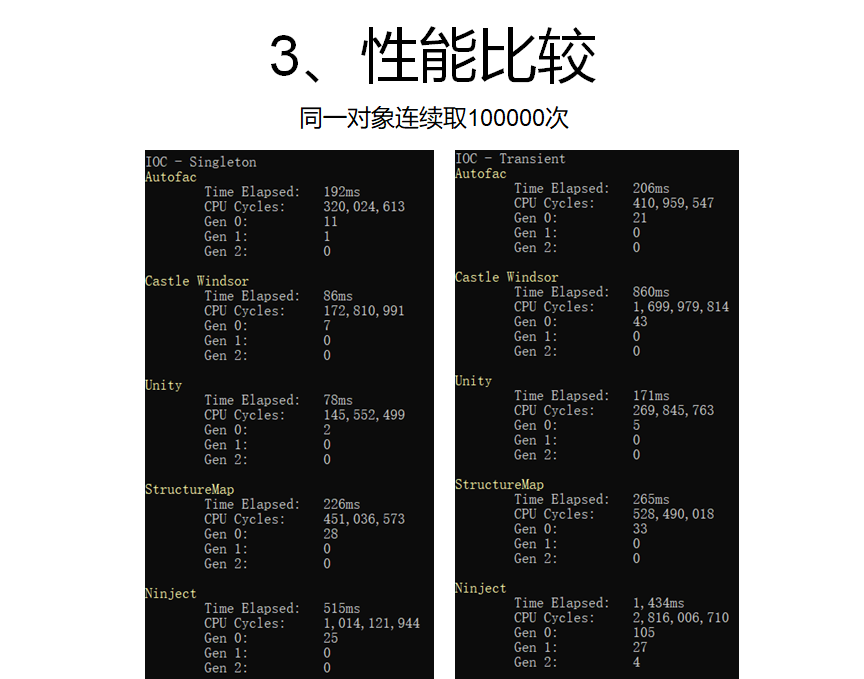 3、性能比较
同一对象连续取100000次
IOC - Singleton
Autofac
Time Elapsed: 192ms
CPU Cycles: 320,024,613
Gen 0: 11
Gen 1: 1
Gen 2: 0
Castle Windsor
Time Elapsed: 86ms
CPU Cycles: 172,810,991
Gen 0: 7
Gen 1: 0
Gen 2: 0
Unity
Time Elapsed: 78ms
CPU Cycles: 145,552,499
Gen 0: 2
Gen 1: 0
Gen 2: 0
StructureMap
Time Elapsed: 226ms
CPU Cycles: 451,036,573
Gen 0: 28
Gen 1: 0
Gen 2: 0
Ninject
Time Elapsed: 515ms
CPU Cycles: 1,014,121,944
Gen 0: 25
Gen 1: 0
Gen 2: 0
IOC - Transient
Autofac
Time Elapsed: 206ms
CPU Cycles: 410,959,547
Gen 0: 21
Gen 1: 0
Gen 2: 0
Castle Windsor
Time Elapsed: 860ms
CPU Cycles: 1,699,979,814
Gen 0: 43
Gen 1: 0
Gen 2: 0
Unity
Time Elapsed: 171ms
CPU Cycles: 269,845,763
Gen 0: 5
Gen 1: 0
Gen 2: 0
StructureMap
Time Elapsed: 265ms
CPU Cycles: 528,490,018
Gen 0: 33
Gen 1: 0
Gen 2: 0
Ninject
Time Elapsed: 1,434ms
CPU Cycles: 2,816,006,710
Gen 0: 105
Gen 1: 27
Gen 2: 4